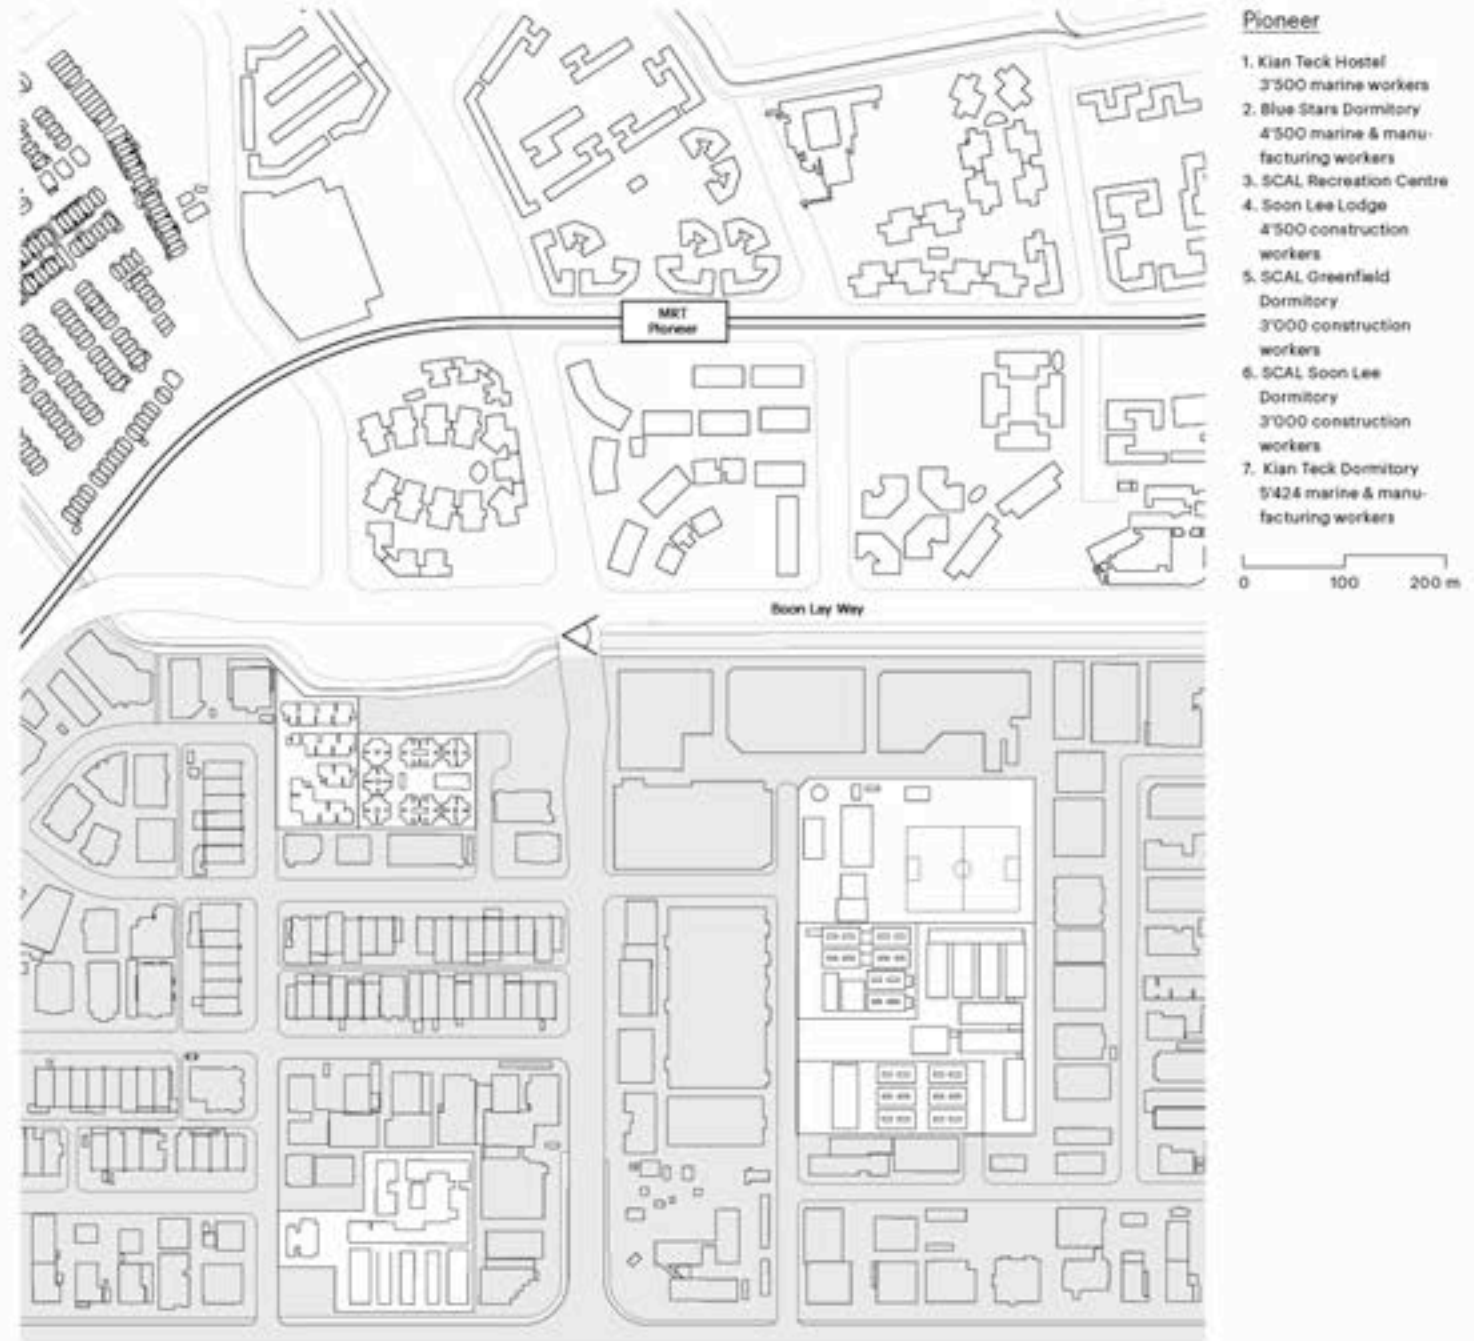 Pioneer
1. Kian Teck Hostel
3'500 marine workers
2. Blue Stars Dormitory
4'500 marine & manu-
facturing workers
3. SCAL Recreation Centre
4. Soon Lee Lodge
4'500 construction
workers
5. SCAL Greenfield
Dormitory
3'000 construction
workers
6. SCAL Soon Lee
Dormitory
3'000 construction
workers
7. Kian Teck Dormitory
5'424 marine & manu-
facturing workers
0 100 200 m
MRT
Pioneer
Boon Lay Way